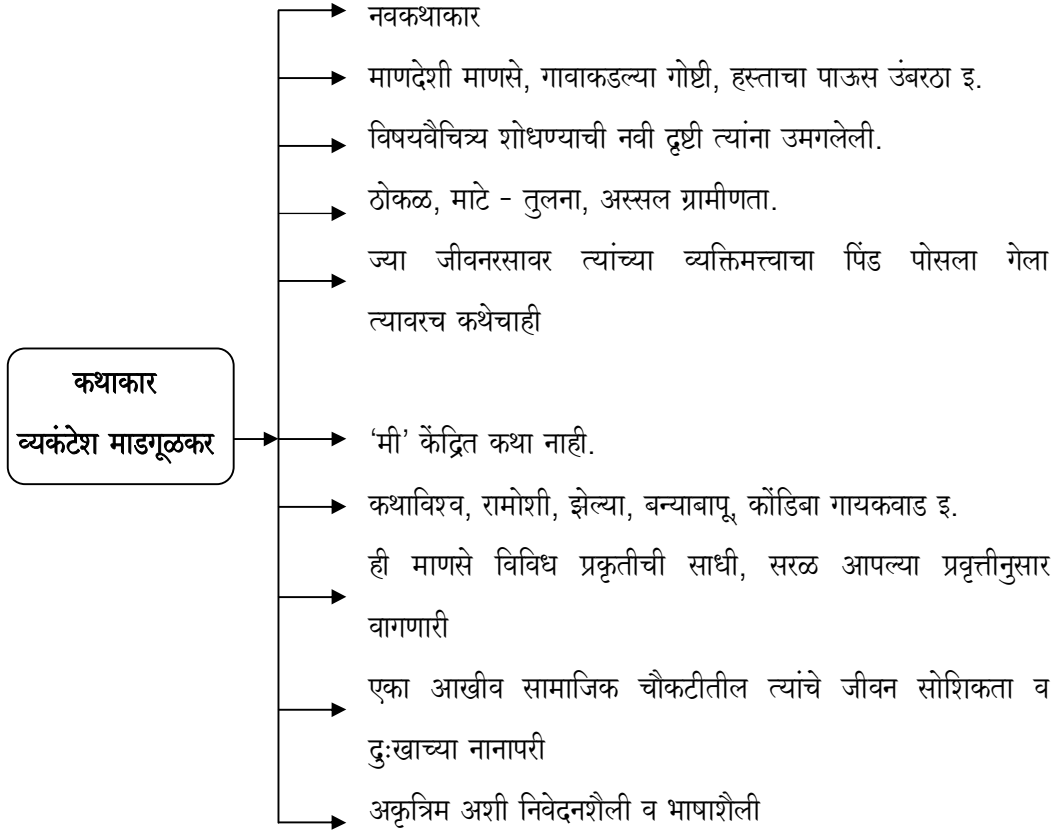 नवकथाकार
माणदेशी माणसे, गावाकडल्या गोष्टी, हस्ताचा पाऊस उंबरठा इ.
विषयवैचित्र्य शोधण्याची नवी दृष्टी त्यांना उमगलेली.
ठोकळ, माटे - तुलना, अस्सल ग्रामीणता.
ज्या जीवनरसावर त्यांच्या व्यक्तिमत्त्वाचा पिंड पोसला गेला
त्यावरच कथेचाही
कथाकार
व्यकंटेश माडगूळकर
‘मी’ केंद्रित कथा नाही.
कथाविश्व, रामोशी, झेल्या, बन्याबापू, कोंडिबा गायकवाड इ.
ही माणसे विविध प्रकृतीची साधी, सरळ आपल्या प्रवृत्तीनुसार
वागणारी
एका आखीव सामाजिक चौकटीतील त्यांचे जीवन सोशिकता व
दुःखाच्या नानापरी
अकृत्रिम अशी निवेदनशैली व भाषाशैली